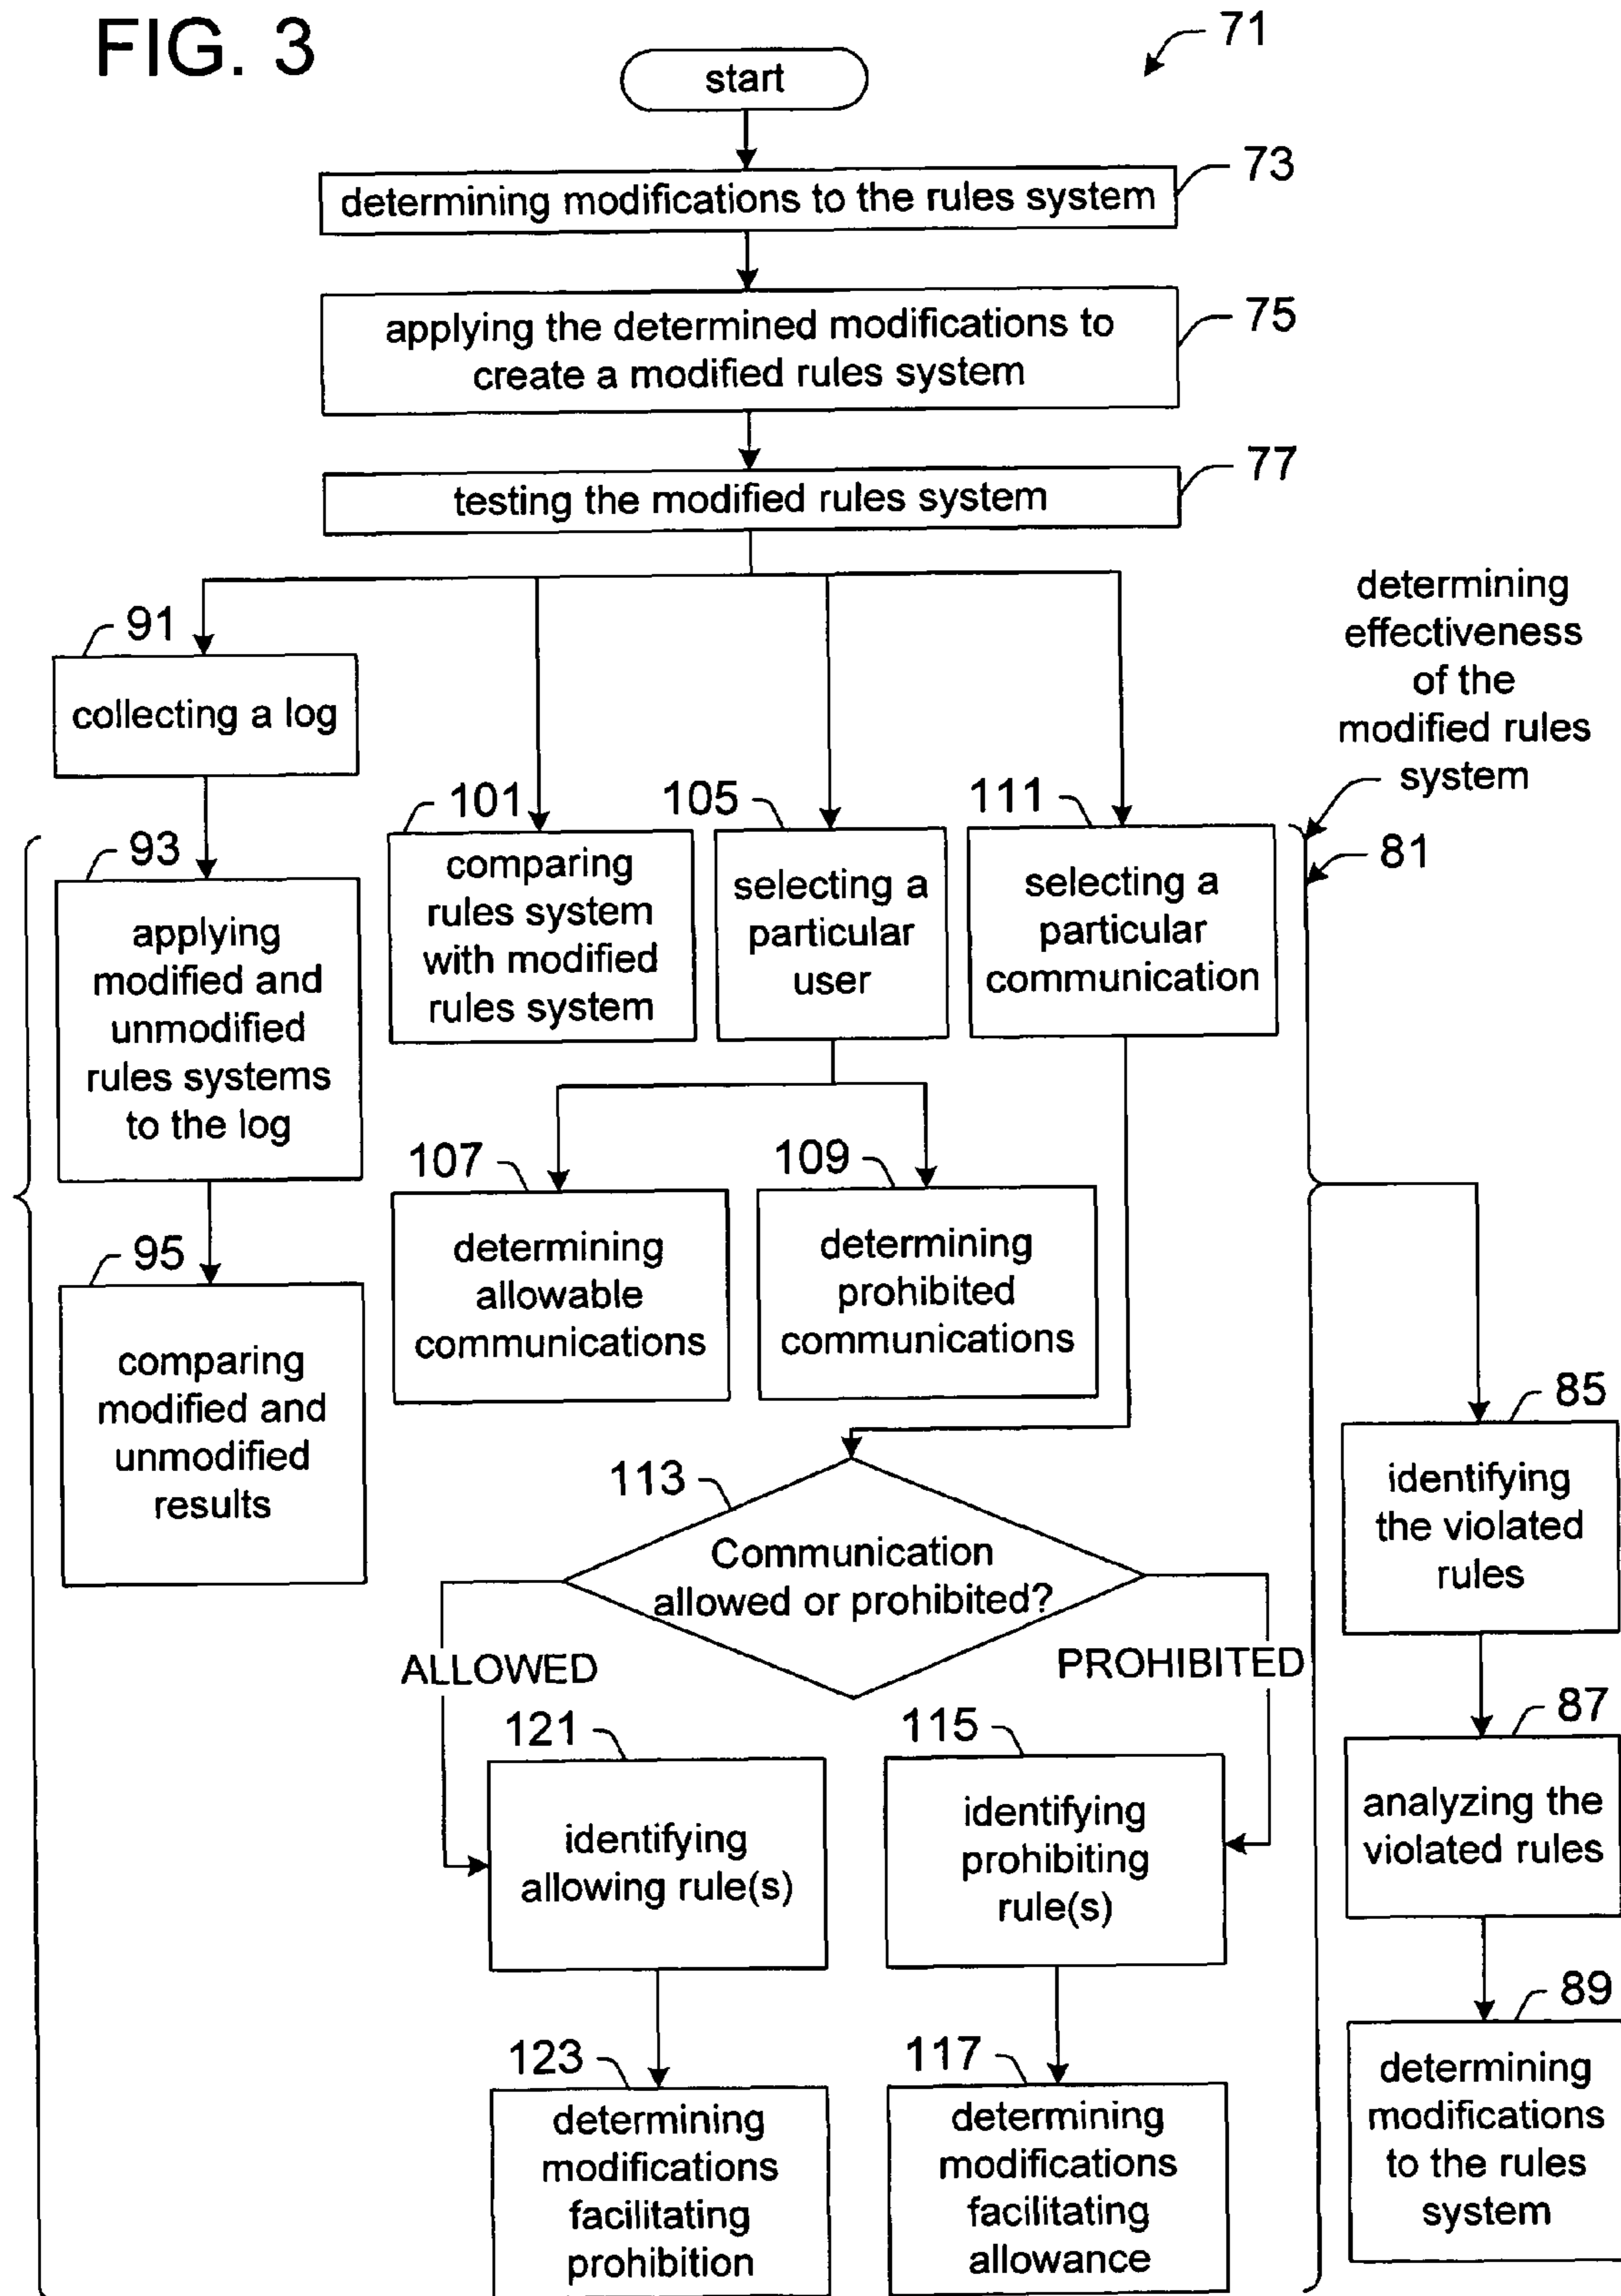 FIG. 3
71
start
73
determining modifications to the rules system
75
applying the determined modifications to
create a modified rules system
77
testing the modified rules system
determining
effectiveness
of the
modified rules
system
81
91
collecting a log
93
applying
modified and
unmodified
rules systems
to the log
95
comparing
modified and
unmodified
results
101
comparing
rules system
with modified
rules system
105
selecting a
particular
user
111
selecting a
particular
communication
107
determining
allowable
communications
109
determining
prohibited
communications
113
Communication
allowed or prohibited?
ALLOWED
PROHIBITED
121
identifying
allowing rule(s)
115
identifying
prohibiting
rule(s)
123
determining
modifications
facilitating
prohibition
117
determining
modifications
facilitating
allowance
85
identifying
the violated
rules
87
analyzing the
violated rules
89
determining
modifications
to the rules
system